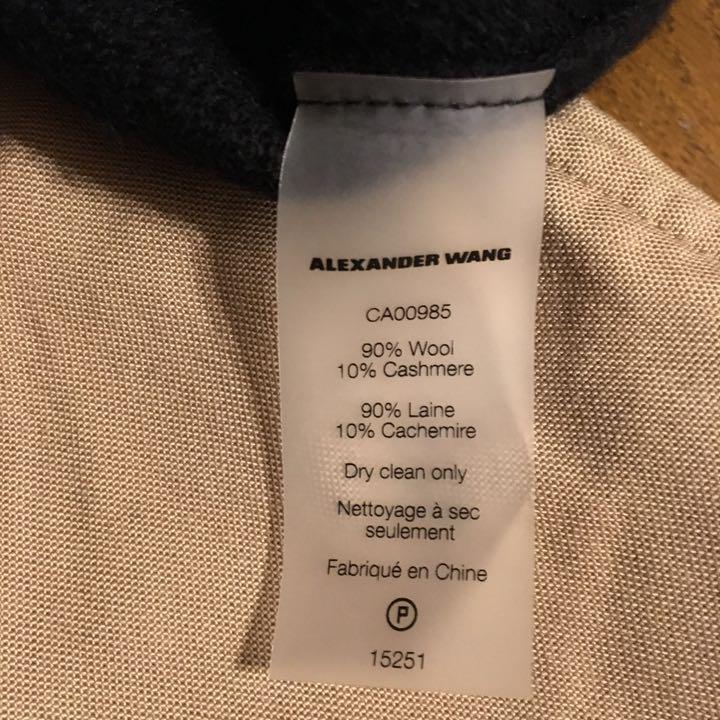 ALEXANDER WANG
CA00985
90% Wool
10% Cashmere
90% Laine
10% Cachemire
Dry clean only
Nettoyage à sec
seulement
Fabriqué en Chine
P
15251